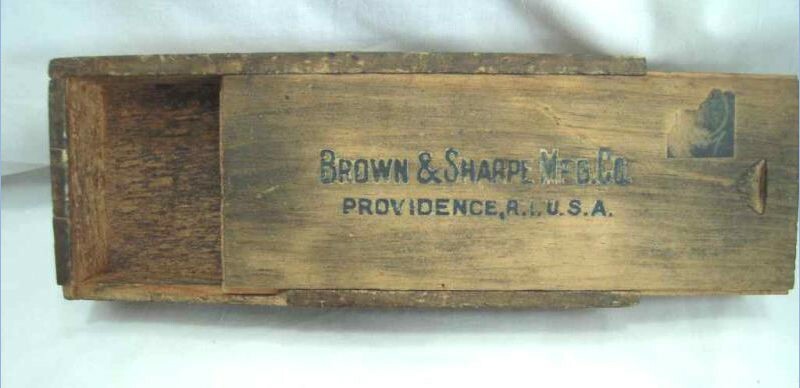 BROWN & SHARPE MFG. CO.
PROVIDENCE, R.I. U.S.A.